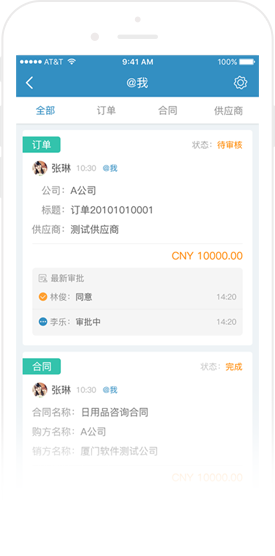 AT&T 9:41 AM 100%
@我
全部 订单 合同 供应商
订单 状态：待审核
张琳 10:30 @我
公司：A公司
标题：订单20101010001
供应商：测试供应商
CNY 10000.00
最新审批
林俊：同意 14:20
李乐：审批中 14:20
合同 状态：完成
张琳 10:30 @我
合同名称：日用品咨询合同
购方名称：A公司
销方名称：厦门软件测试公司
CNY 10000.00